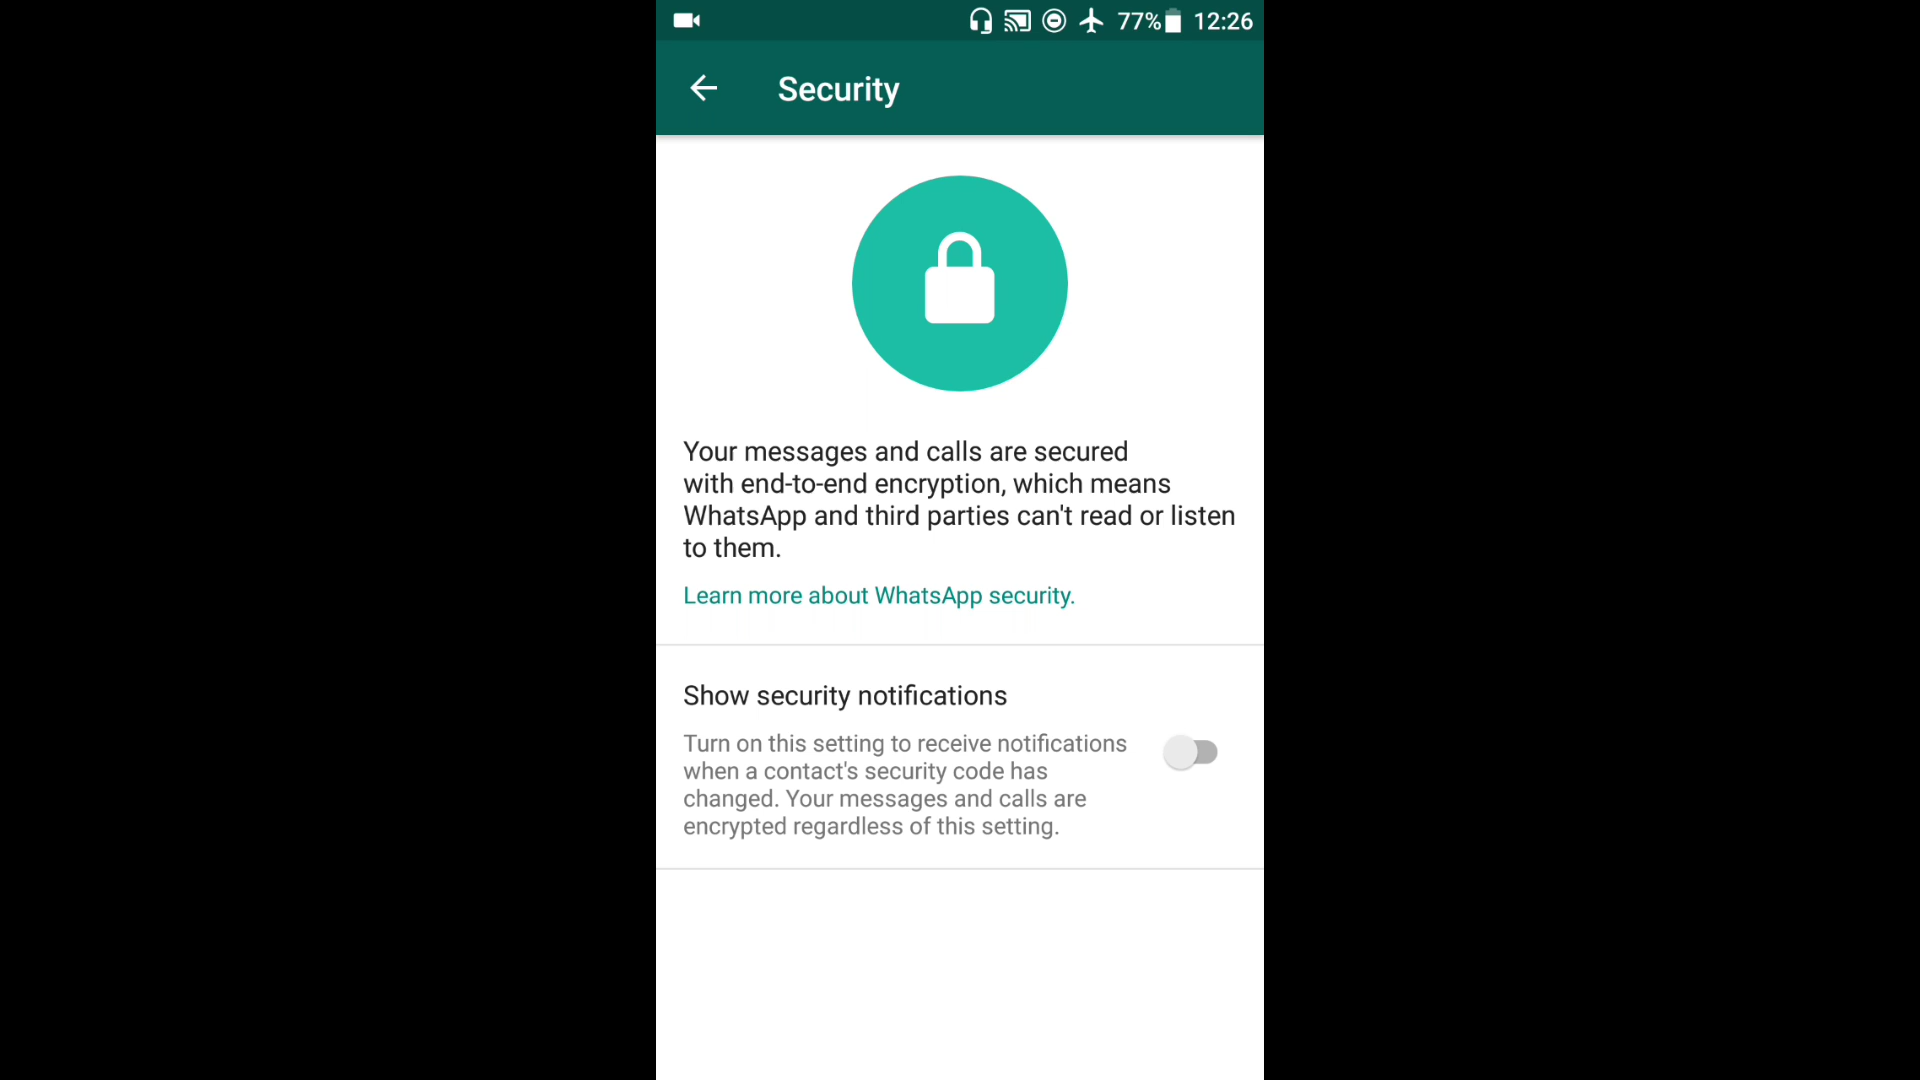 77% 12:26
Security
Your messages and calls are secured
with end-to-end encryption, which means
WhatsApp and third parties can't read or listen
to them.
Learn more about WhatsApp security.
Show security notifications
Turn on this setting to receive notifications
when a contact's security code has
changed. Your messages and calls are
encrypted regardless of this setting.